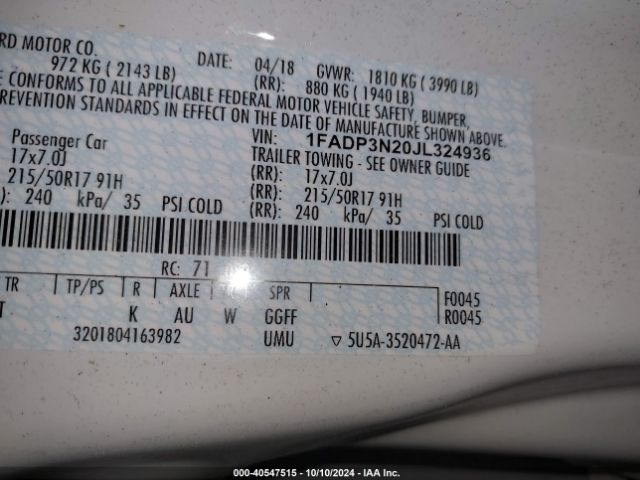 RD MOTOR CO. DATE: 04/18 GVWR: 1810 KG ( 3990 LB)
972 KG ( 2143 LB) (RR): 880 KG ( 1940 LB)
E CONFORMS TO ALL APPLICABLE FEDERAL MOTOR VEHICLE SAFETY, BUMPER,
PREVENTION STANDARDS IN EFFECT ON THE DATE OF MANUFACTURE SHOWN ABOVE.
VIN: 1FADP3N20JL324936
Passenger Car TRAILER TOWING - SEE OWNER GUIDE
17x7.0J (RR): 17x7.0J
215/50R17 91H (RR): 215/50R17 91H
): 240 kPa/ 35 PSI COLD (RR): 240 kPa/ 35 PSI COLD
RC: 71
TR TP/PS R AXLE SPR F0045
T K AU W GGFF R0045
3201804163982 UMU ▽ 5U5A-3520472-AA
000-40547515 - 10/10/2024 - IAA Inc.